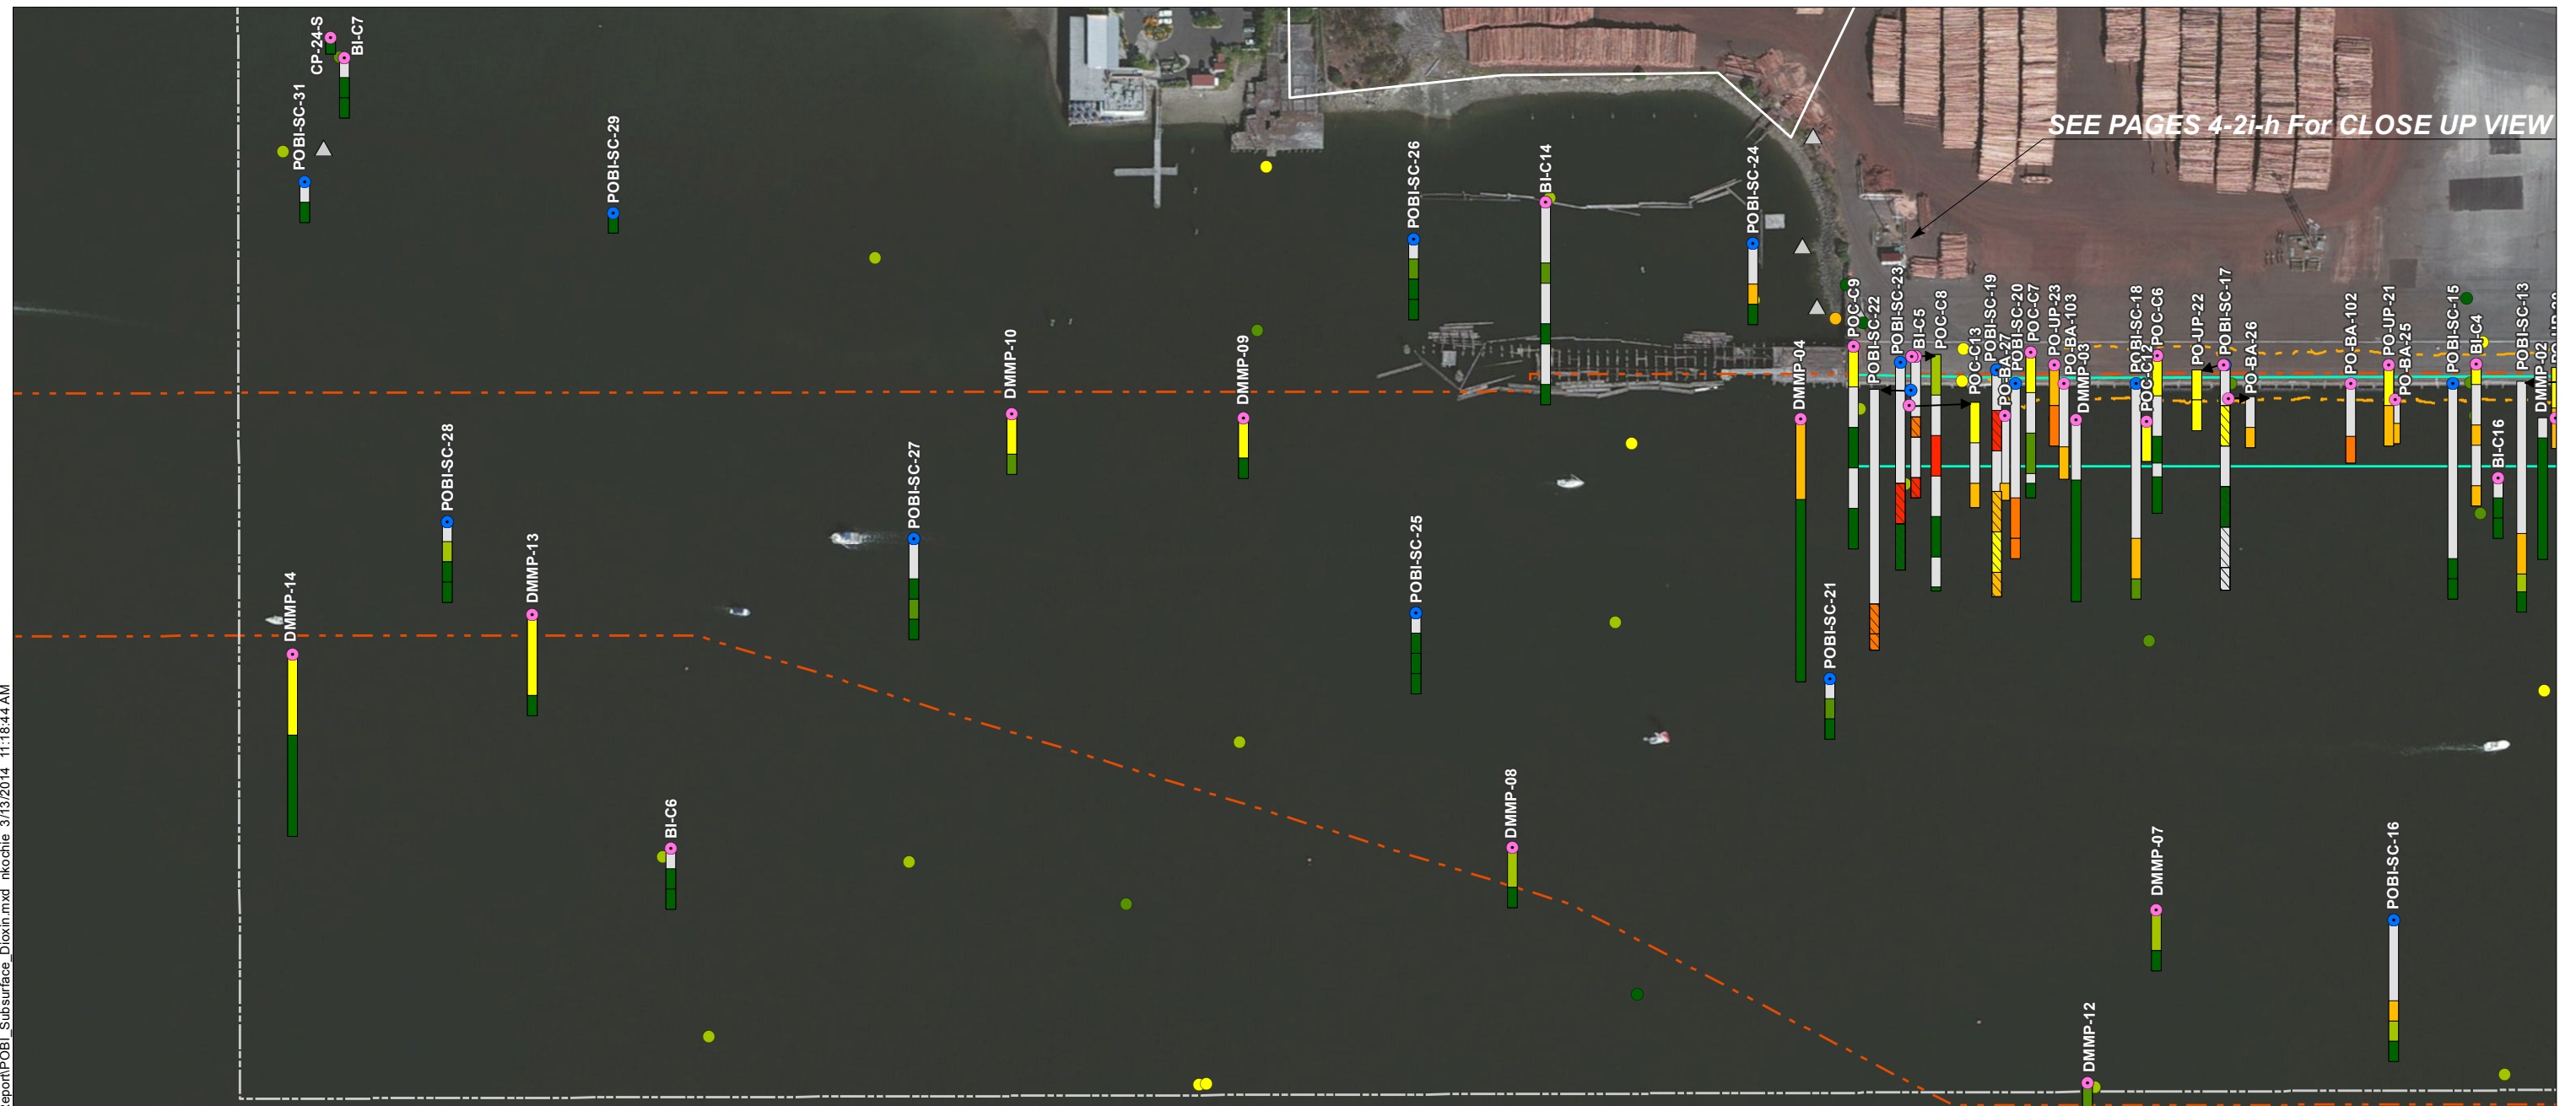 CP-24-S
BI-C7
POBI-SC-31
POBI-SC-29
SEE PAGES 4-2i-h For CLOSE UP VIEW
POBI-SC-26
BI-C14
POBI-SC-24
POC-C9
POBI-SC-22
POBI-SC-23
BI-C5
POC-C8
POC-C13
POBI-SC-19
PO-BA-27
POBI-SC-20
POC-C7
PO-UP-23
PO-BA-103
DMMP-03
POBI-SC-18
POC-C12
POC-C6
PO-UP-22
POBI-SC-17
PO-BA-26
PO-BA-102
PO-UP-21
PO-BA-25
POBI-SC-15
BI-C4
BI-C16
POBI-SC-13
DMMP-02
DMMP-10
DMMP-09
DMMP-04
POBI-SC-28
POBI-SC-27
DMMP-13
DMMP-14
POBI-SC-25
POBI-SC-21
BI-C6
DMMP-08
DMMP-07
POBI-SC-16
DMMP-12
eport\POBI_Subsurface_Dioxin.mxd nkochie 3/13/2014 11:18:44 AM